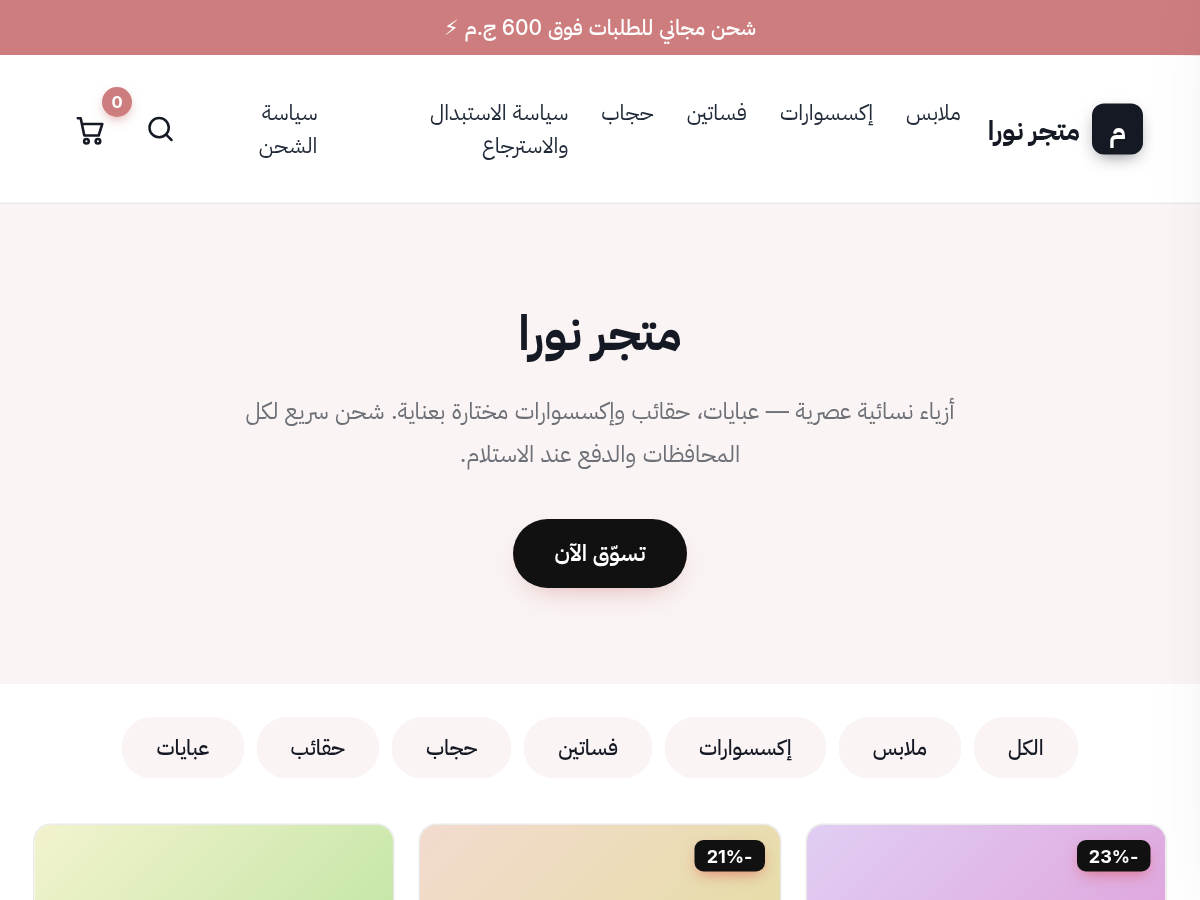 شحن مجاني للطلبات فوق 600 ج.م ⚡
م
متجر نورا
ملابس
إكسسوارات
فساتين
حجاب
سياسة الاستبدال
والاسترجاع
سياسة
الشحن
0
متجر نورا
أزياء نسائية عصرية — عبايات، حقائب وإكسسوارات مختارة بعناية. شحن سريع لكل
المحافظات والدفع عند الاستلام.
تسوّق الآن
الكل
ملابس
إكسسوارات
فساتين
حجاب
حقائب
عبايات
-23%
-21%